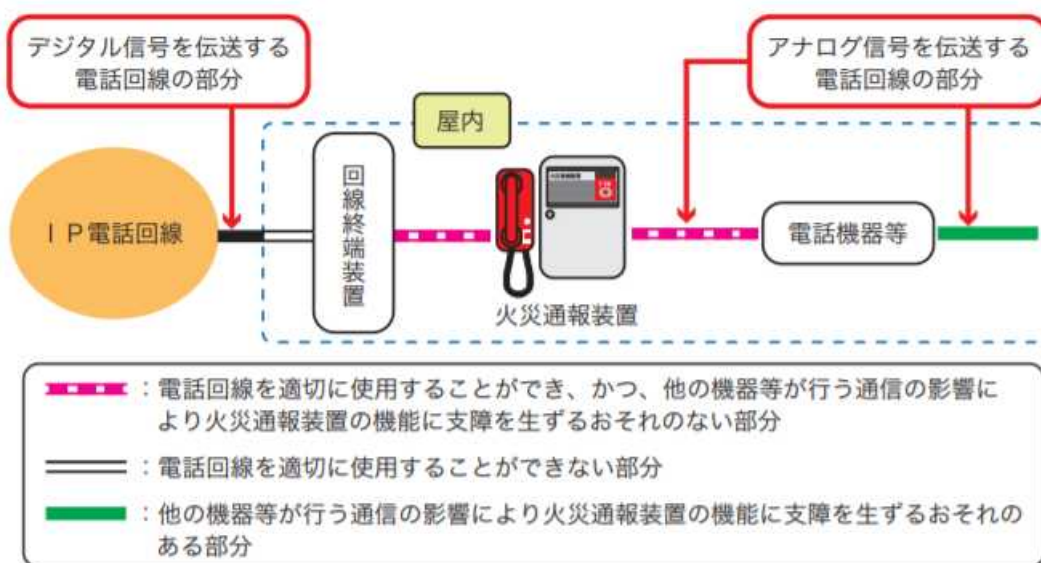 デジタル信号を伝送する
電話回線の部分
アナログ信号を伝送する
電話回線の部分
屋内
IP電話回線
回線終端装置
火災通報装置
電話機器等
：電話回線を適切に使用することができ、かつ、他の機器等が行う通信の影響に
より火災通報装置の機能に支障を生ずるおそれのない部分
：電話回線を適切に使用することができない部分
：他の機器等が行う通信の影響により火災通報装置の機能に支障を生ずるおそれの
ある部分